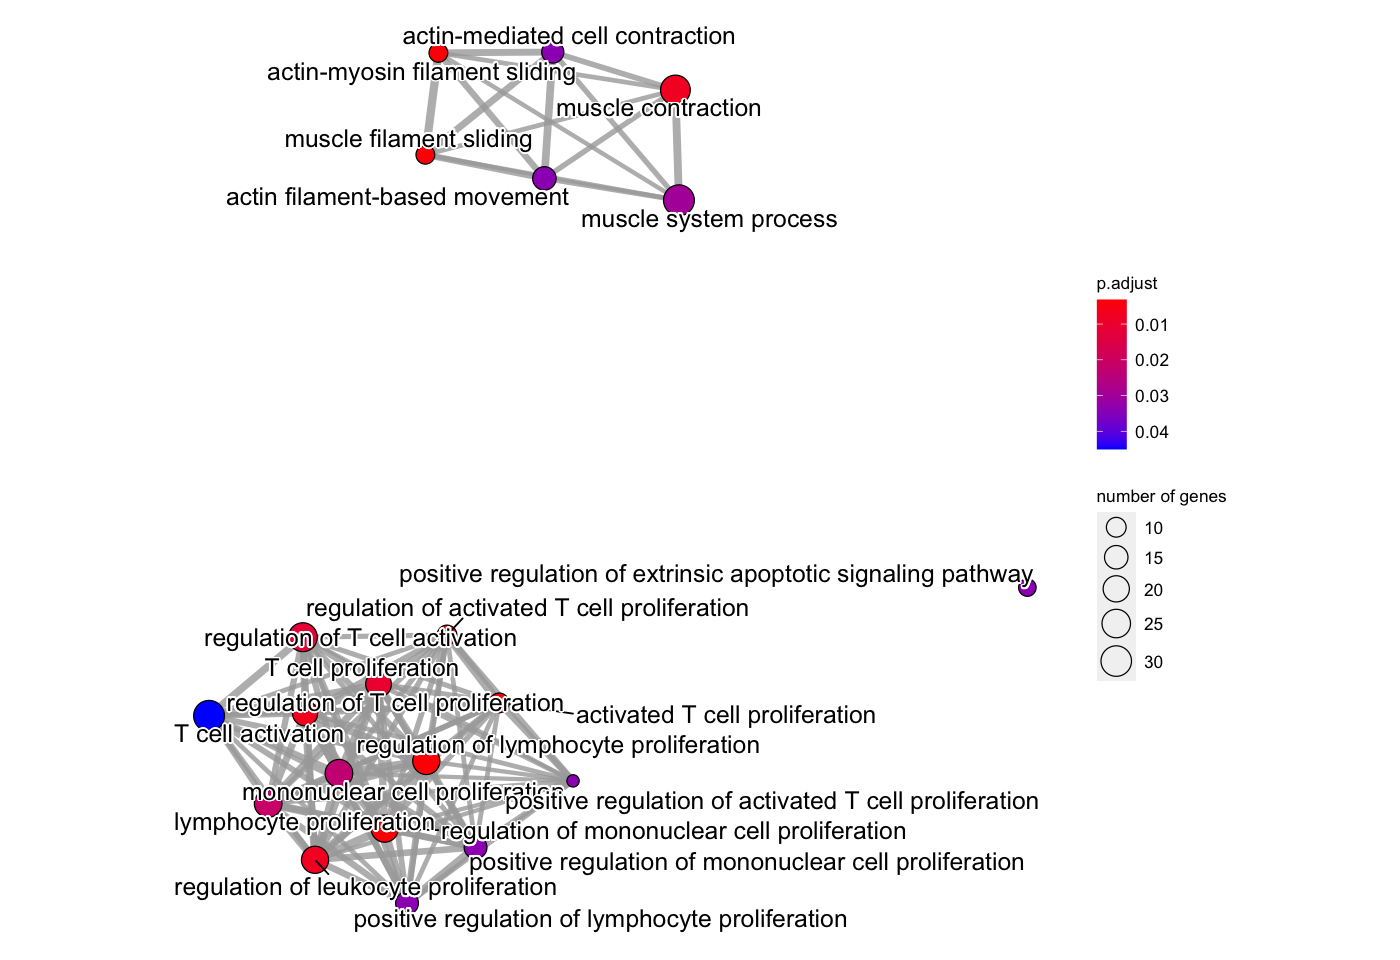 actin-mediated cell contraction
actin-myosin filament sliding
muscle contraction
muscle filament sliding
actin filament-based movement
muscle system process
p.adjust
0.01
0.02
0.03
0.04
number of genes
10
15
20
25
30
positive regulation of extrinsic apoptotic signaling pathway
regulation of activated T cell proliferation
regulation of T cell activation
T cell proliferation
regulation of T cell proliferation
activated T cell proliferation
T cell activation
regulation of lymphocyte proliferation
mononuclear cell proliferation
positive regulation of activated T cell proliferation
lymphocyte proliferation
regulation of mononuclear cell proliferation
positive regulation of mononuclear cell proliferation
regulation of leukocyte proliferation
positive regulation of lymphocyte proliferation